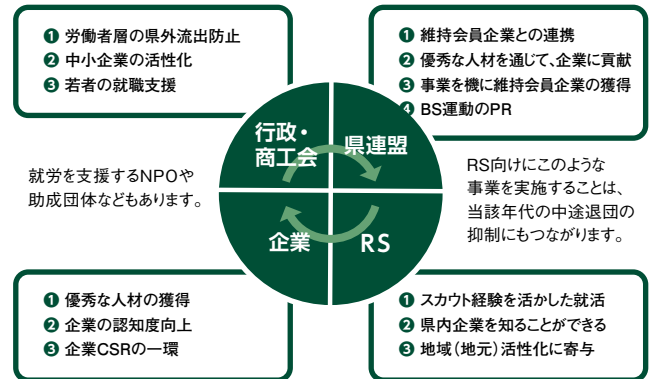 ❶ 労働者層の県外流出防止
❷ 中小企業の活性化
❸ 若者の就職支援
❶ 維持会員企業との連携
❷ 優秀な人材を通じて、企業に貢献
❸ 事業を機に維持会員企業の獲得
❹ BS運動のPR
行政・
商工会
県連盟
就労を支援するNPOや
助成団体などもあります。
RS向けにこのような
事業を実施することは、
当該年代の中途退団の
抑制にもつながります。
企業
RS
❶ 優秀な人材の獲得
❷ 企業の認知度向上
❸ 企業CSRの一環
❶ スカウト経験を活かした就活
❷ 県内企業を知ることができる
❸ 地域（地元）活性化に寄与